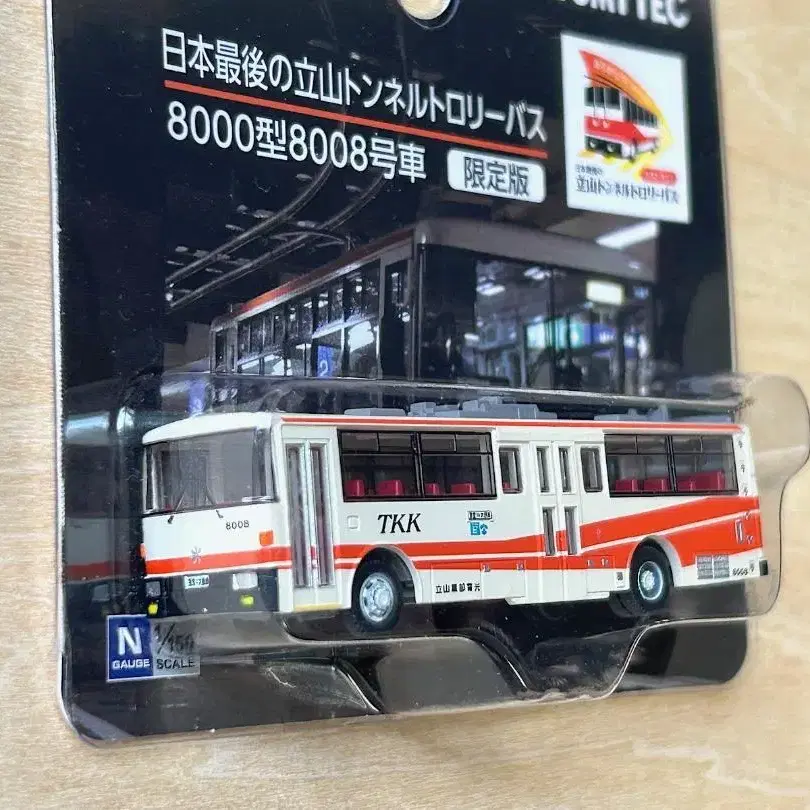 TOMYTEC
日本最後の立山トンネルトロリーバス
8000型8008号車 限定版
日本最後の
立山トンネルトロリーバス
8008
TKK
立山黒部貫光
8008
N
GAUGE
1/150
SCALE